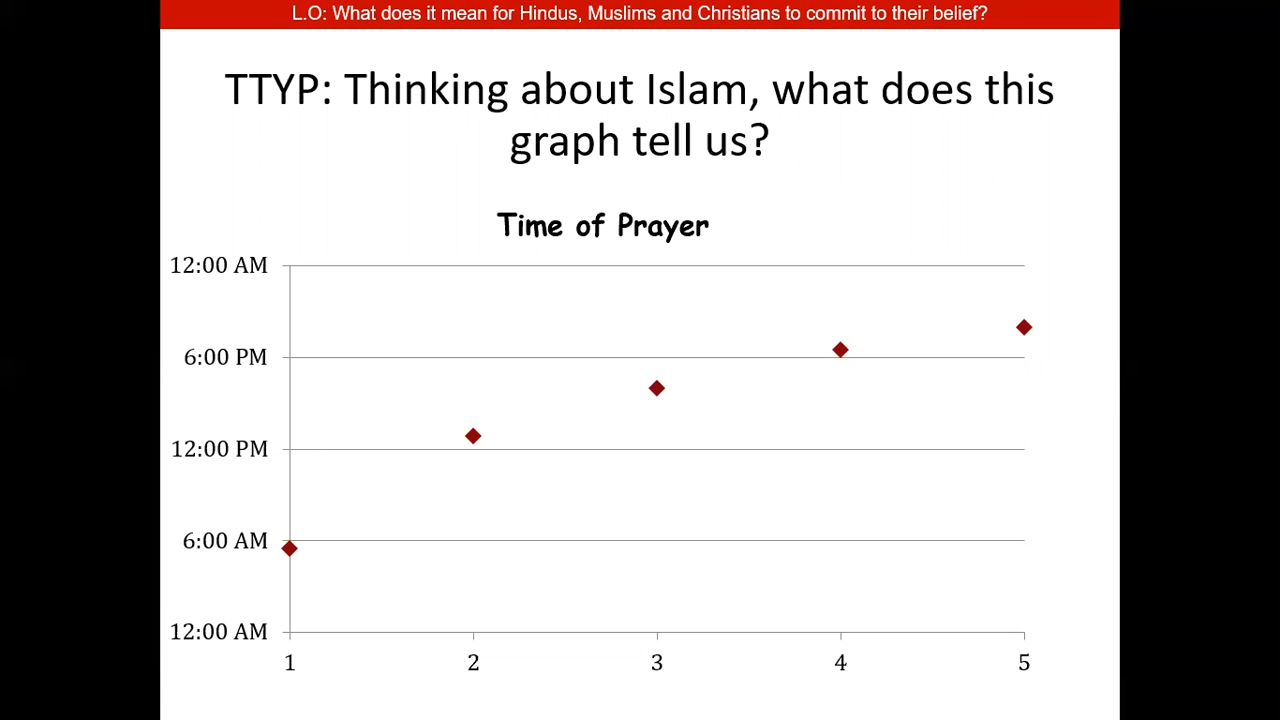 L.O: What does it mean for Hindus, Muslims and Christians to commit to their belief?
TTYP: Thinking about Islam, what does this
graph tell us?
Time of Prayer
12:00 AM
6:00 PM
12:00 PM
6:00 AM
12:00 AM
1 2 3 4 5